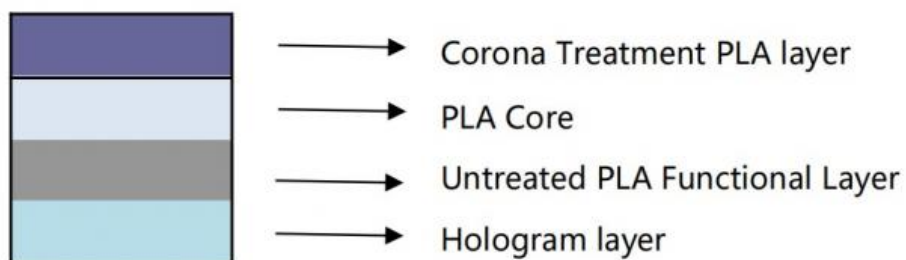 Corona Treatment PLA layer
PLA Core
Untreated PLA Functional Layer
Hologram layer